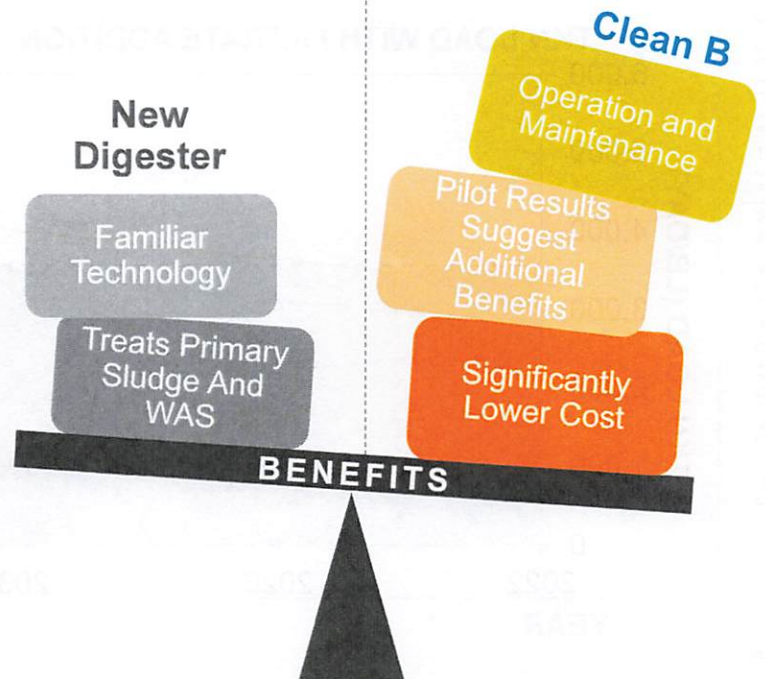 New
Digester
Familiar
Technology
Treats Primary
Sludge And
WAS
Clean B
Operation and
Maintenance
Pilot Results
Suggest
Additional
Benefits
Significantly
Lower Cost
BENEFITS